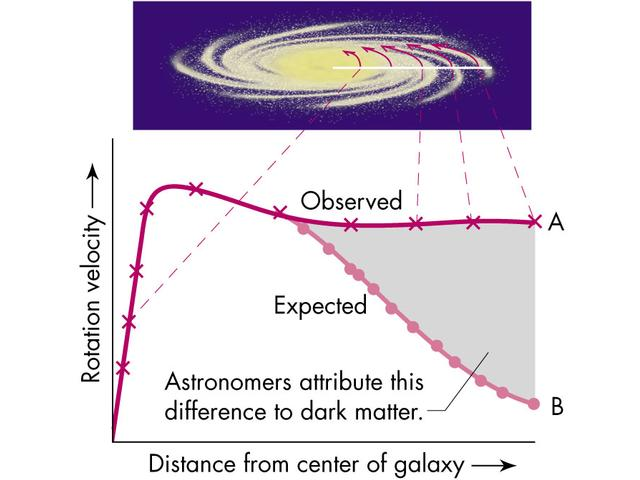 Observed
A
Rotation velocity
Expected
Astronomers attribute this
difference to dark matter.
B
Distance from center of galaxy